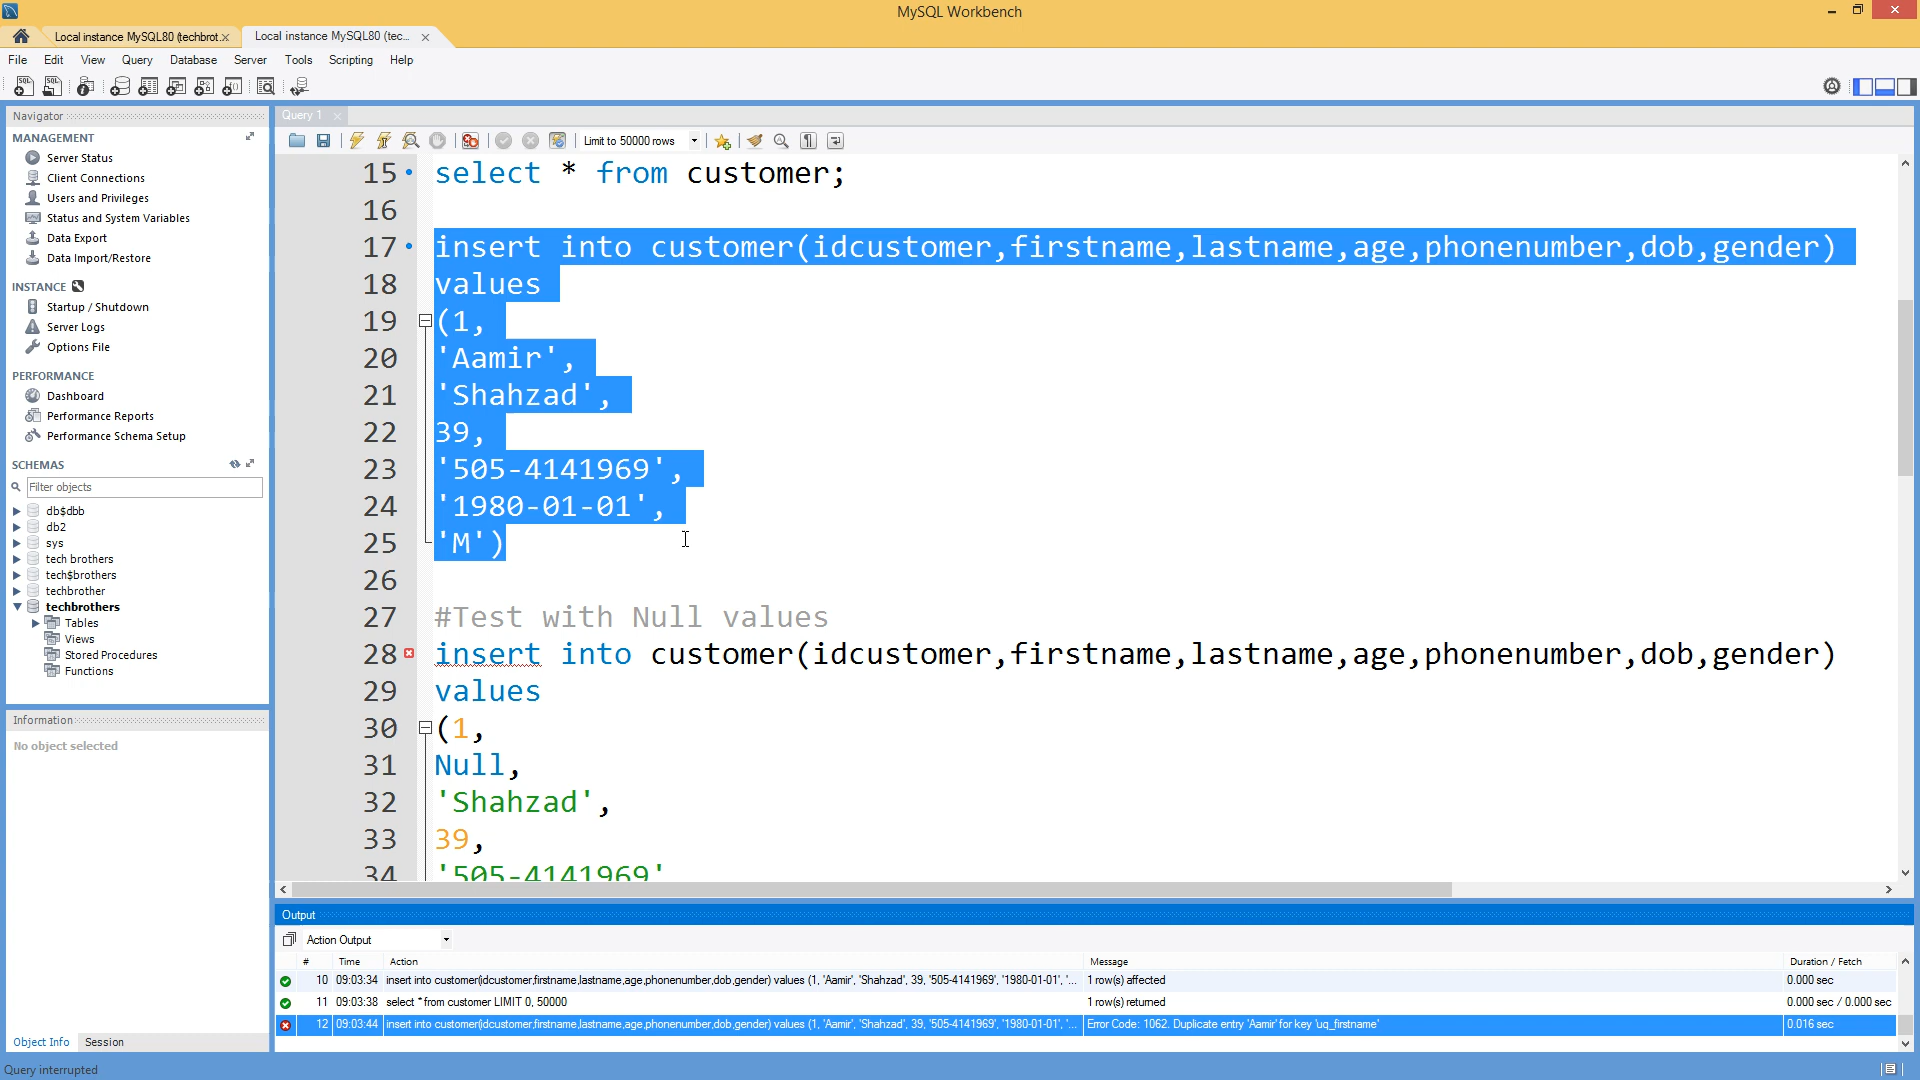 MySQL Workbench
Local instance MySQL80 (techbrot x
Local instance MySQL80 (tec... x
File Edit View Query Database Server Tools Scripting Help
Navigator
MANAGEMENT
Server Status
Client Connections
Users and Privileges
Status and System Variables
Data Export
Data Import/Restore
INSTANCE
Startup / Shutdown
Server Logs
Options File
PERFORMANCE
Dashboard
Performance Reports
Performance Schema Setup
SCHEMAS
Filter objects
db$dbb
db2
sys
tech brothers
tech$brothers
techbrother
techbrothers
Tables
Views
Stored Procedures
Functions
Information
No object selected
Object Info Session
Query interrupted
Query 1
Limit to 50000 rows
15 select * from customer;
16
17 insert into customer(idcustomer,firstname,lastname,age,phonenumber,dob,gender)
18 values
19 (1,
20 'Aamir',
21 'Shahzad',
22 39,
23 '505-4141969',
24 '1980-01-01',
25 'M')
26
27 #Test with Null values
28 insert into customer(idcustomer,firstname,lastname,age,phonenumber,dob,gender)
29 values
30 (1,
31 Null,
32 'Shahzad',
33 39,
34 '505-4141969'
Output
Action Output
# Time Action Message Duration / Fetch
10 09:03:34 insert into customer(idcustomer,firstname,lastname,age,phonenumber,dob,gender) values (1, 'Aamir', 'Shahzad', 39, '505-4141969', '1980-01-01', '... 1 row(s) affected 0.000 sec
11 09:03:38 select * from customer LIMIT 0, 50000 1 row(s) returned 0.000 sec / 0.000 sec
12 09:03:44 insert into customer(idcustomer,firstname,lastname,age,phonenumber,dob,gender) values (1, 'Aamir', 'Shahzad', 39, '505-4141969', '1980-01-01', '... Error Code: 1062. Duplicate entry 'Aamir' for key 'uq_firstname' 0.016 sec